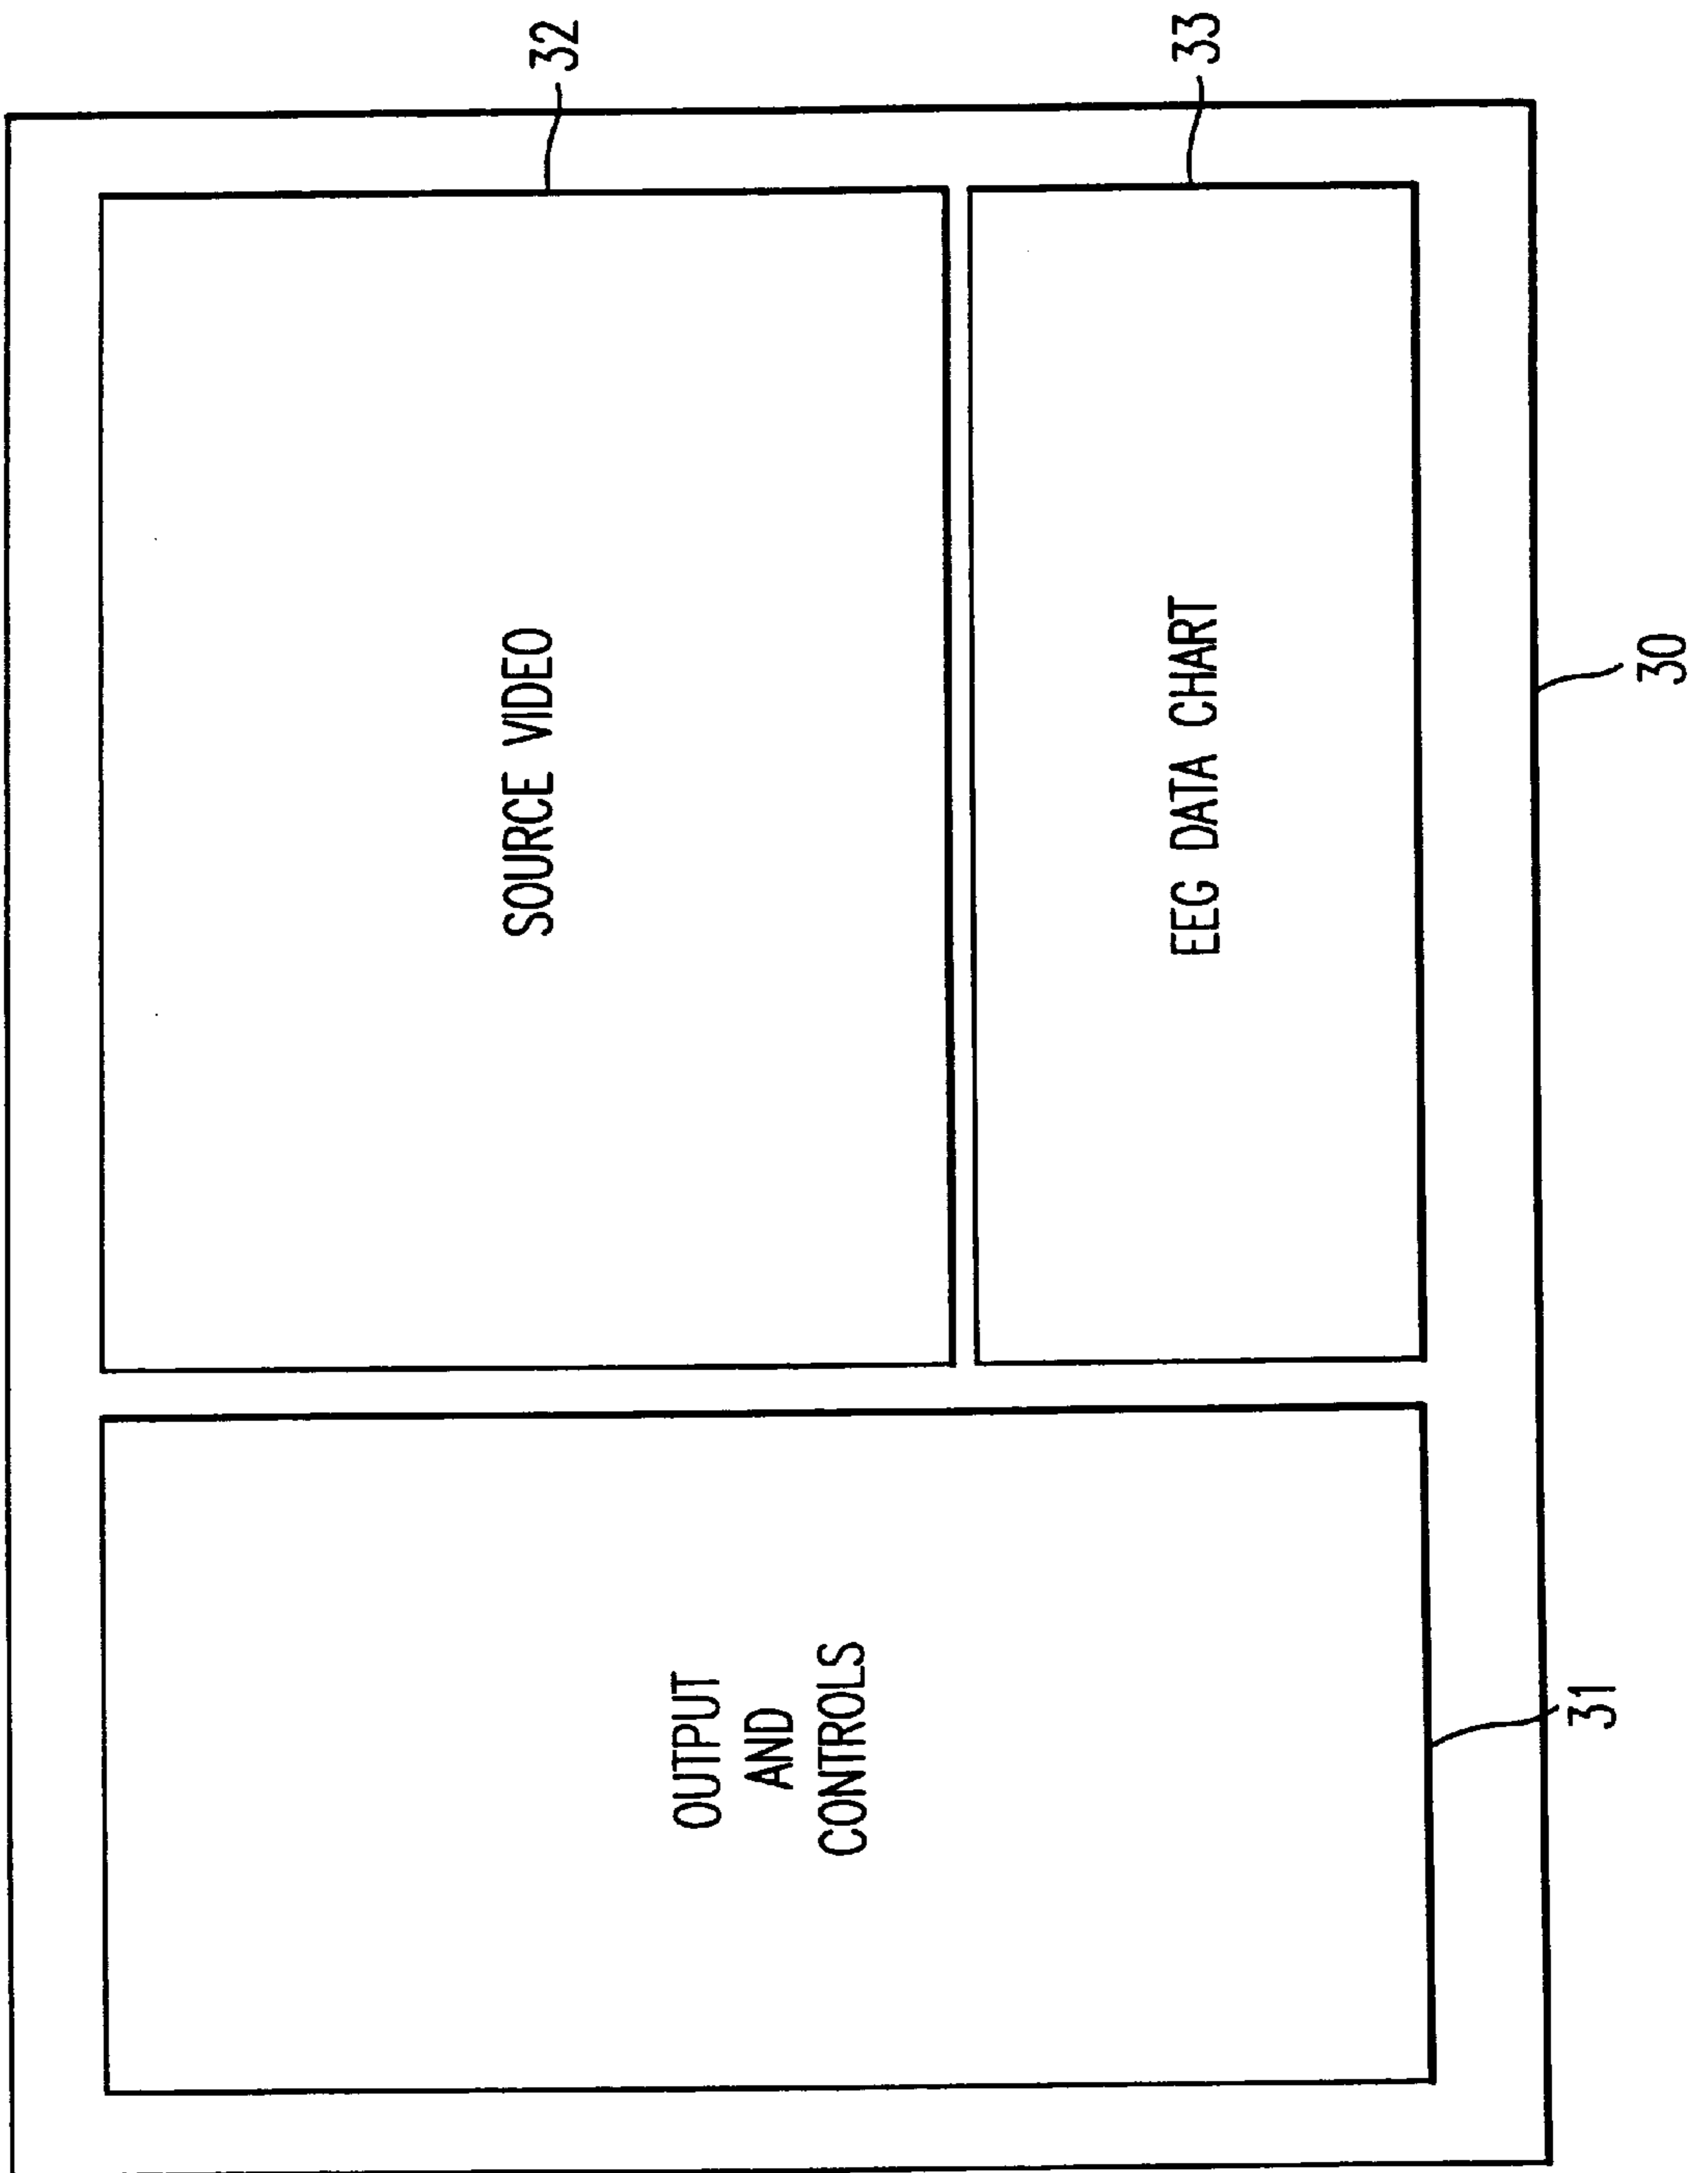 32
SOURCE VIDEO
OUTPUT
AND
CONTROLS
33
EEG DATA CHART
31
30